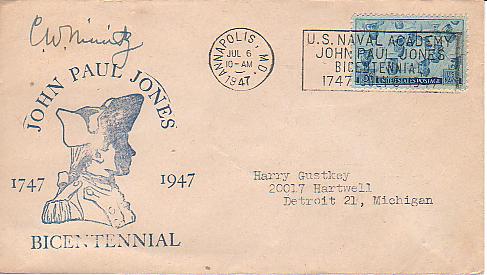 C.W. Nimitz
JOHN PAUL JONES
1747 1947
BICENTENNIAL
ANNAPOLIS, MD.
JUL 6
10-AM
1947
U.S. NAVAL ACADEMY
JOHN PAUL JONES
BICENTENNIAL
1747
UNITED STATES POSTAGE
Harry Gustkey
20017 Hartwell
Detroit 21, Michigan